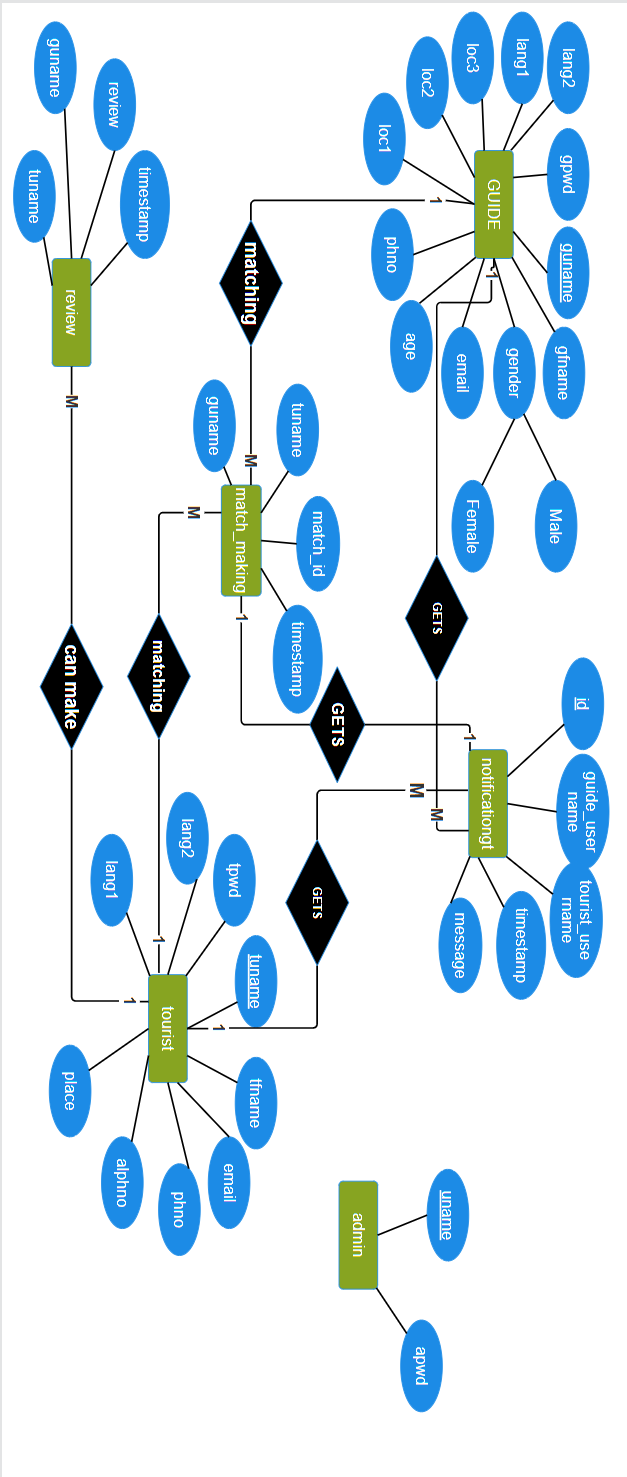 lang2
lang1
loc3
loc2
loc1
gpwd
guname
gfname
gender
email
age
phno
GUIDE
Male
Female
1
1
matching
M
GETS
M
id
guide_user
name
tourist_use
rname
timestamp
message
notificationgt
1
M
GETS
1
GETS
1
tuname
guname
match_id
timestamp
match_making
M
matching
1
timestamp
review
guname
tuname
review
M
can make
1
lang1
lang2
tpwd
tuname
tfname
email
phno
alphno
place
tourist
admin
uname
apwd